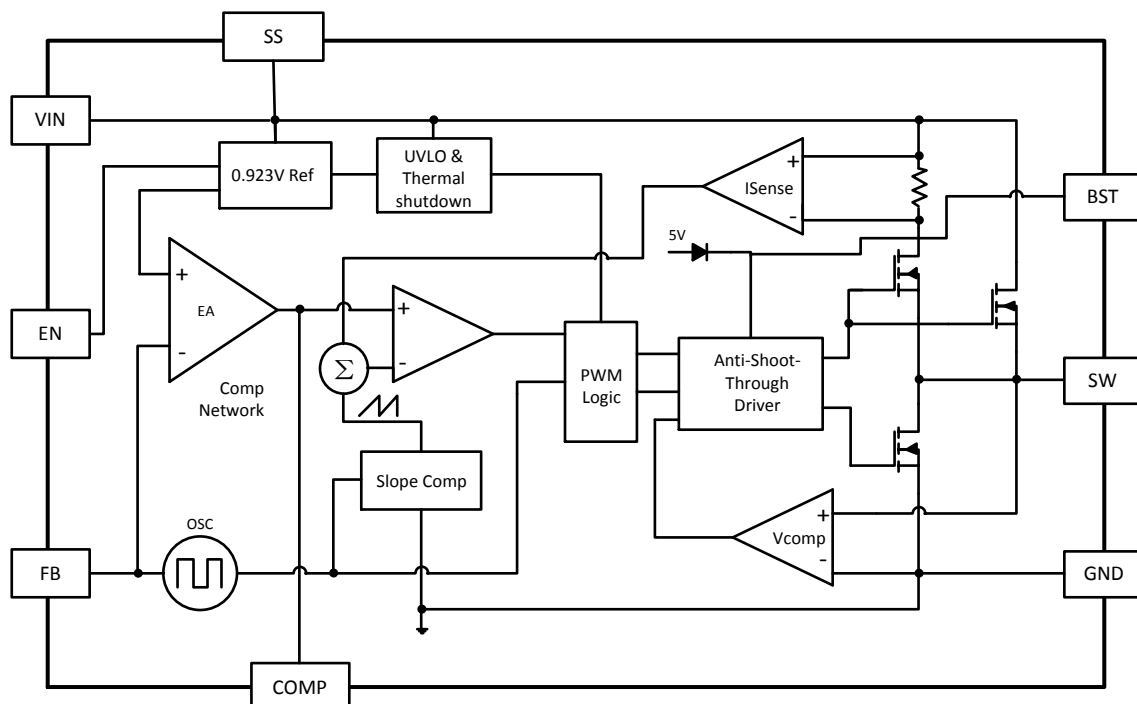 SS
VIN
0.923V Ref
UVLO &
Thermal
shutdown
+
-
ISense
BST
5V
+
-
EA
EN
+
-
Σ
Comp
Network
PWM
Logic
Anti-Shoot-
Through
Driver
SW
Slope Comp
OSC
+
-
Vcomp
FB
GND
COMP